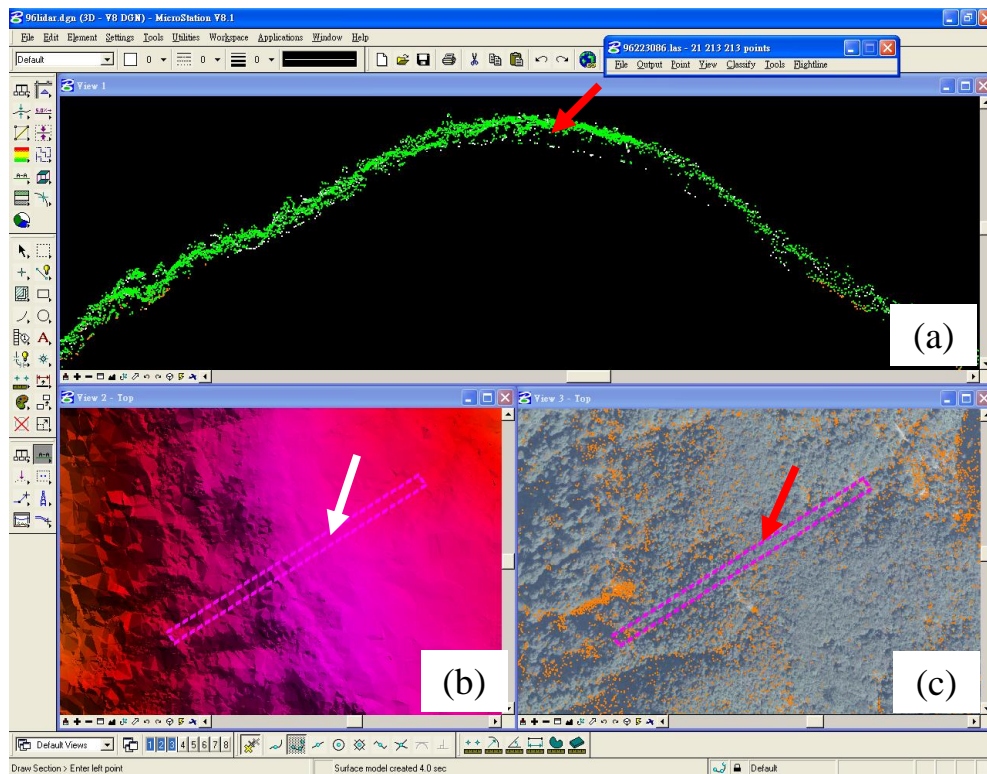 96lidar.dgn (3D - V8 DGN) - MicroStation V8.1
File Edit Element Settings Tools Utilities Workspace Applications Window Help
Default 0 0 0
96223086.las - 21 213 213 points
File Output Point View Classify Tools Flightline
View 1
(a)
View 2 - Top
View 3 - Top
(b)
(c)
Default Views 1 2 3 4 5 6 7 8
Draw Section > Enter left point
Surface model created 4.0 sec
Default